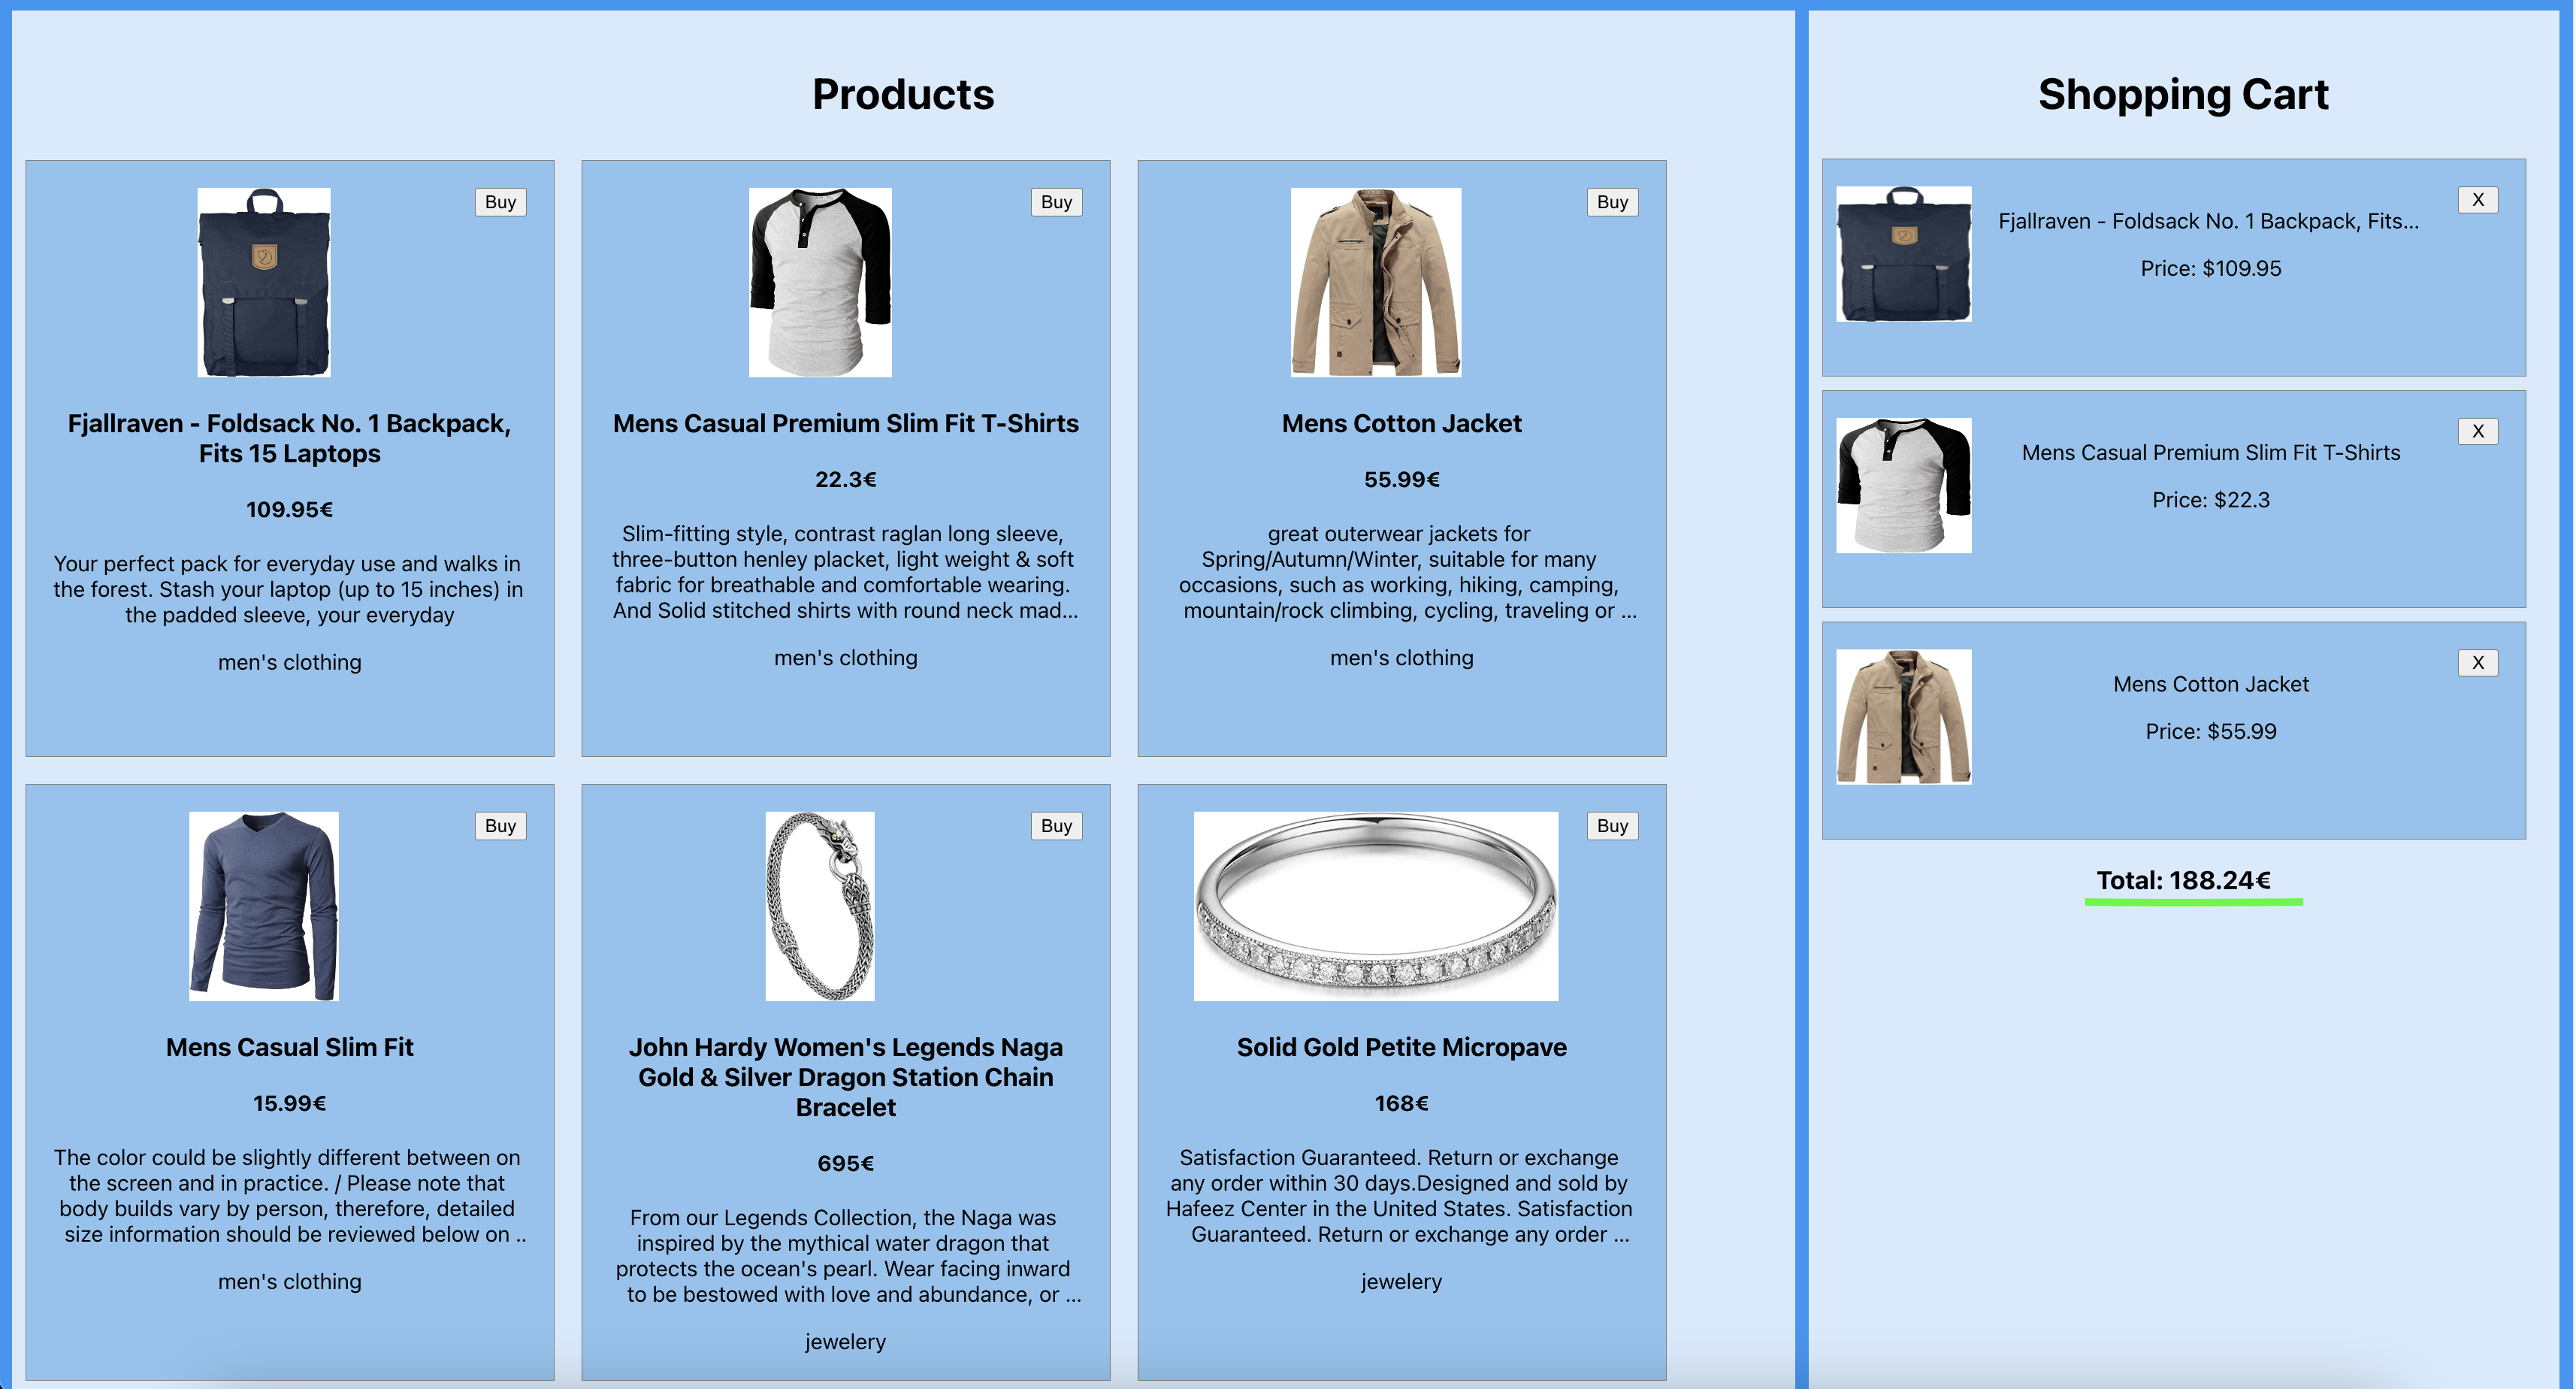 Products
Buy
Fjallraven - Foldsack No. 1 Backpack,
Fits 15 Laptops
109.95€
Your perfect pack for everyday use and walks in
the forest. Stash your laptop (up to 15 inches) in
the padded sleeve, your everyday
men's clothing
Buy
Mens Casual Premium Slim Fit T-Shirts
22.3€
Slim-fitting style, contrast raglan long sleeve,
three-button henley placket, light weight & soft
fabric for breathable and comfortable wearing.
And Solid stitched shirts with round neck mad...
men's clothing
Buy
Mens Cotton Jacket
55.99€
great outerwear jackets for
Spring/Autumn/Winter, suitable for many
occasions, such as working, hiking, camping,
mountain/rock climbing, cycling, traveling or ...
men's clothing
Buy
Mens Casual Slim Fit
15.99€
The color could be slightly different between on
the screen and in practice. / Please note that
body builds vary by person, therefore, detailed
size information should be reviewed below on ..
men's clothing
Buy
John Hardy Women's Legends Naga
Gold & Silver Dragon Station Chain
Bracelet
695€
From our Legends Collection, the Naga was
inspired by the mythical water dragon that
protects the ocean's pearl. Wear facing inward
to be bestowed with love and abundance, or ...
jewelery
Buy
Solid Gold Petite Micropave
168€
Satisfaction Guaranteed. Return or exchange
any order within 30 days.Designed and sold by
Hafeez Center in the United States. Satisfaction
Guaranteed. Return or exchange any order ...
jewelery
Shopping Cart
X
Fjallraven - Foldsack No. 1 Backpack, Fits...
Price: $109.95
X
Mens Casual Premium Slim Fit T-Shirts
Price: $22.3
X
Mens Cotton Jacket
Price: $55.99
Total: 188.24€